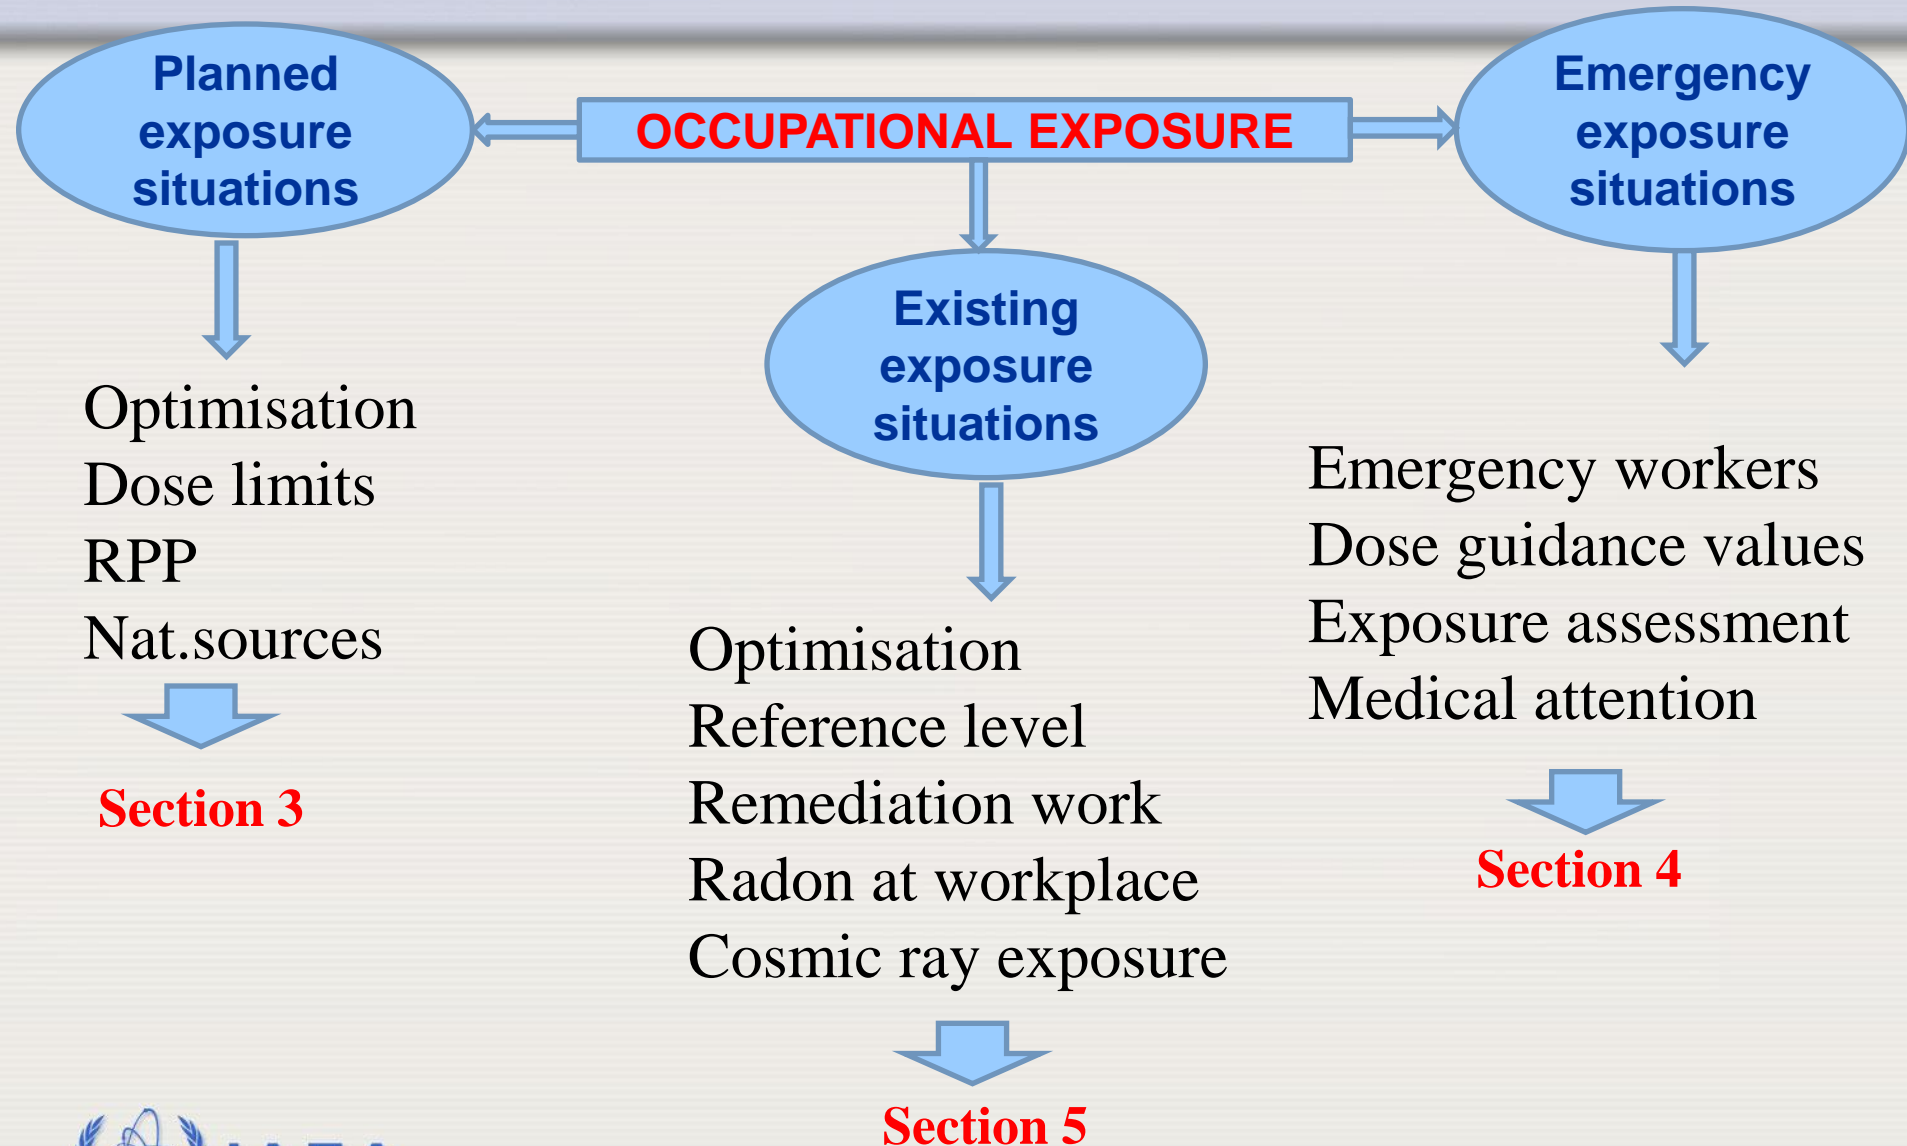 OCCUPATIONAL EXPOSURE
Planned
exposure
situations
Optimisation
Dose limits
RPP
Nat.sources
Section 3
Existing
exposure
situations
Optimisation
Reference level
Remediation work
Radon at workplace
Cosmic ray exposure
Section 5
Emergency
exposure
situations
Emergency workers
Dose guidance values
Exposure assessment
Medical attention
Section 4